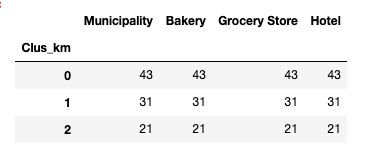 Municipality Bakery Grocery Store Hotel
Clus_km
0 43 43 43 43
1 31 31 31 31
2 21 21 21 21